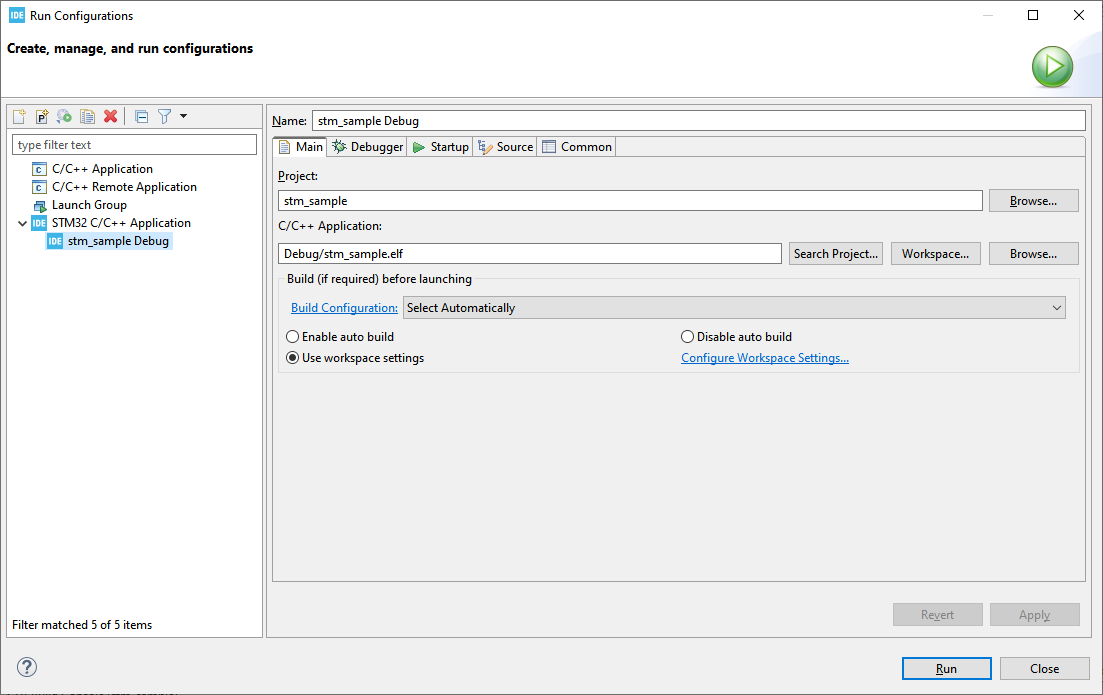 IDE Run Configurations
Create, manage, and run configurations
type filter text
C/C++ Application
C/C++ Remote Application
Launch Group
IDE STM32 C/C++ Application
IDE stm_sample Debug
Filter matched 5 of 5 items
Name: stm_sample Debug
Main Debugger Startup Source Common
Project:
stm_sample Browse...
C/C++ Application:
Debug/stm_sample.elf Search Project... Workspace... Browse...
Build (if required) before launching
Build Configuration: Select Automatically
Enable auto build Disable auto build
Use workspace settings Configure Workspace Settings...
Revert Apply
? Run Close